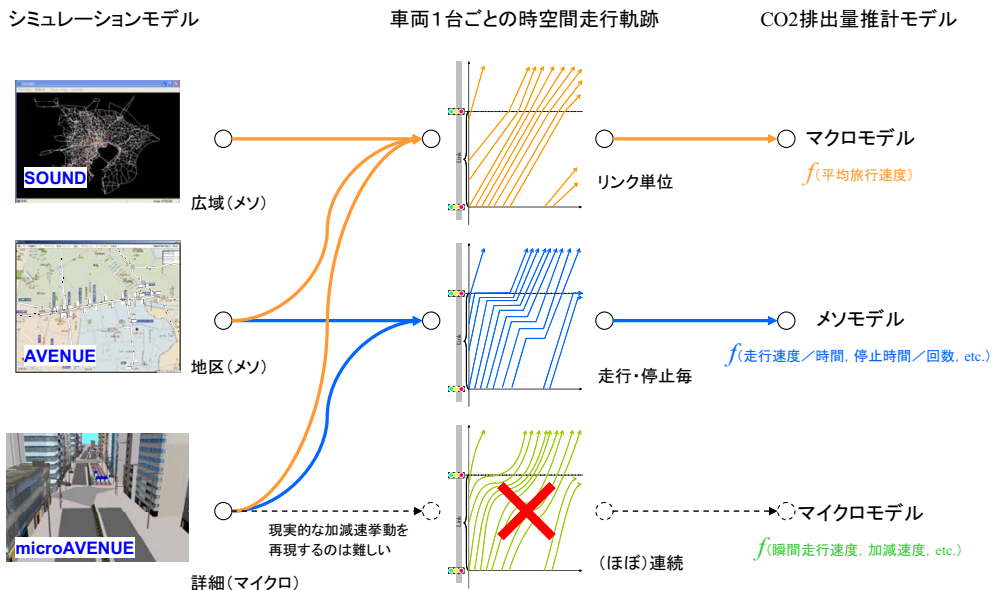 シミュレーションモデル
車両1台ごとの時空間走行軌跡
CO2排出量推計モデル
SOUND
広域(メソ)
Link
リンク単位
マクロモデル
f(平均旅行速度)
AVENUE
地区(メソ)
Link
走行・停止毎
メソモデル
f(走行速度/時間, 停止時間/回数, etc.)
microAVENUE
詳細(マイクロ)
現実的な加減速挙動を
再現するのは難しい
Link
(ほぼ)連続
マイクロモデル
f(瞬間走行速度, 加減速度, etc.)